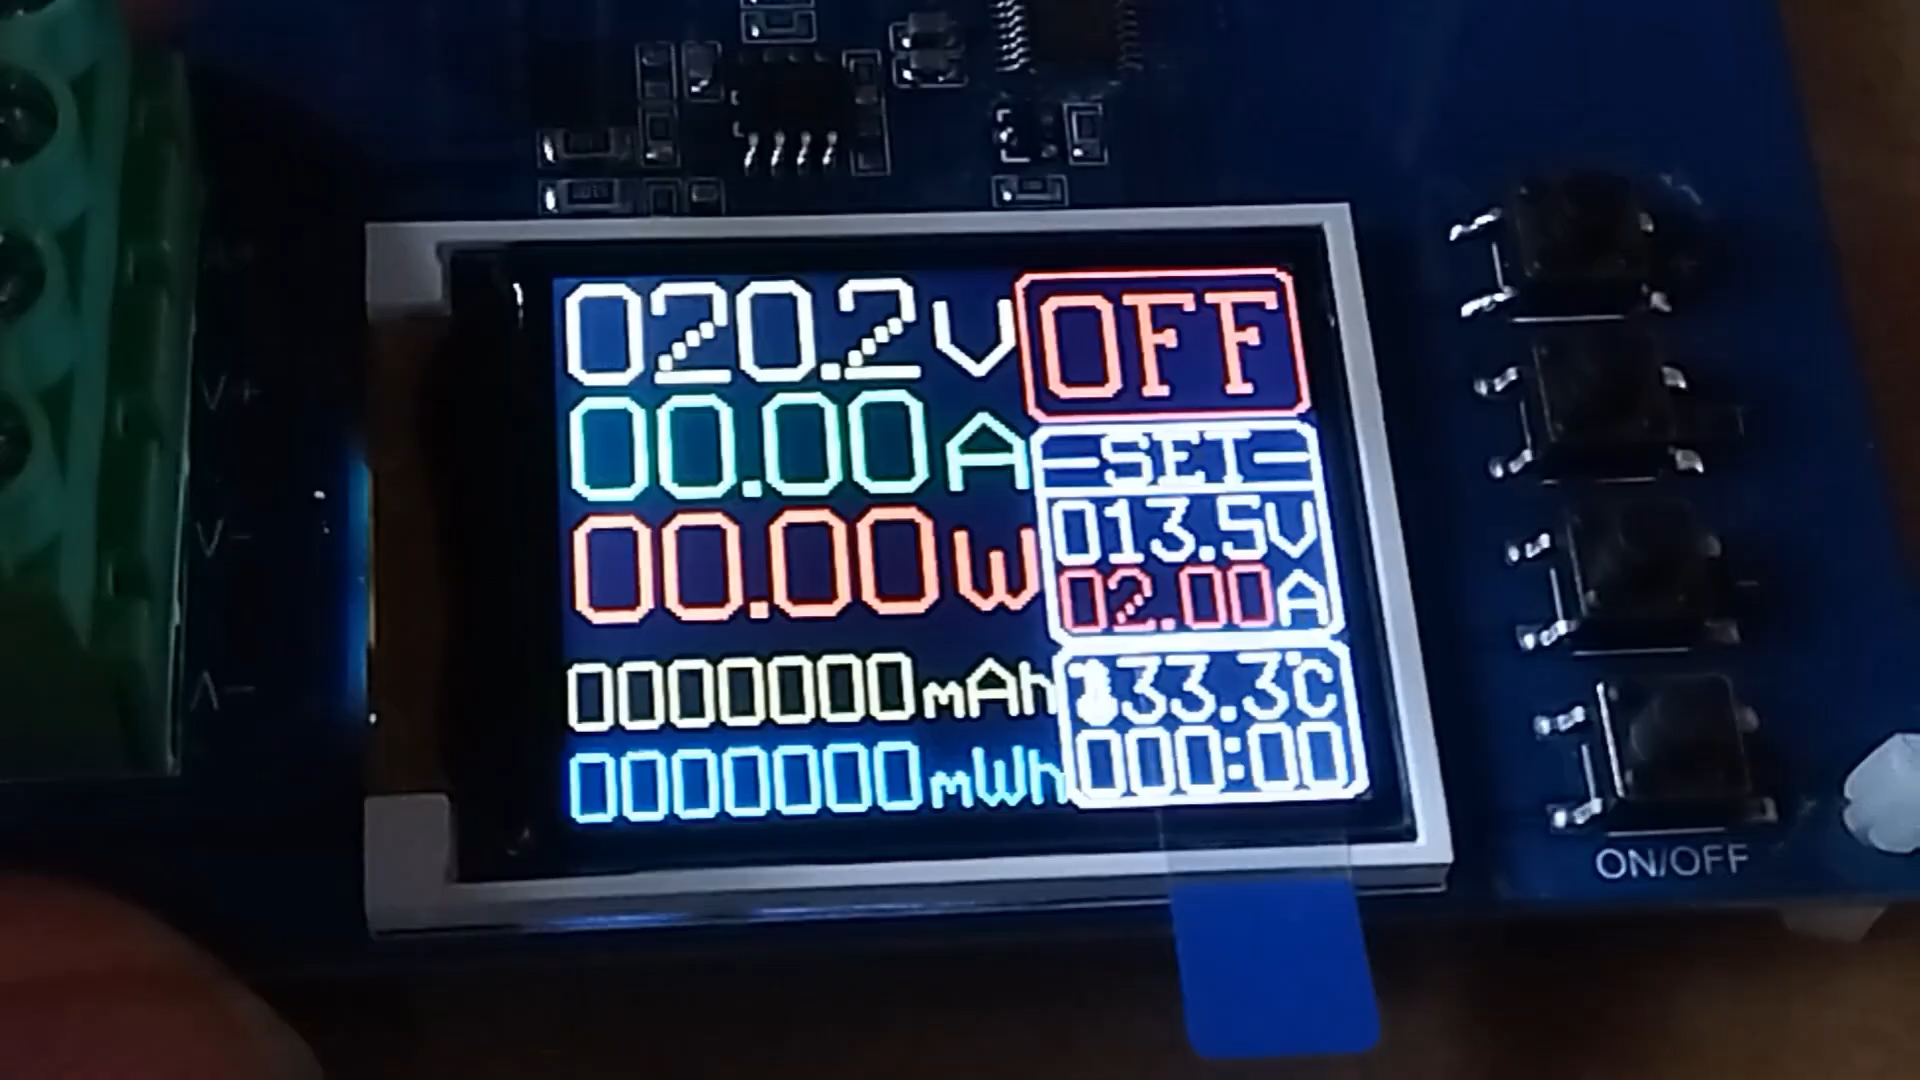 020.2V
OFF
00.00A
-SET-
013.5V
00.00W
02.00A
0000000mAh
33.3℃
0000000mWh
000:00
V+
V-
A-
ON/OFF